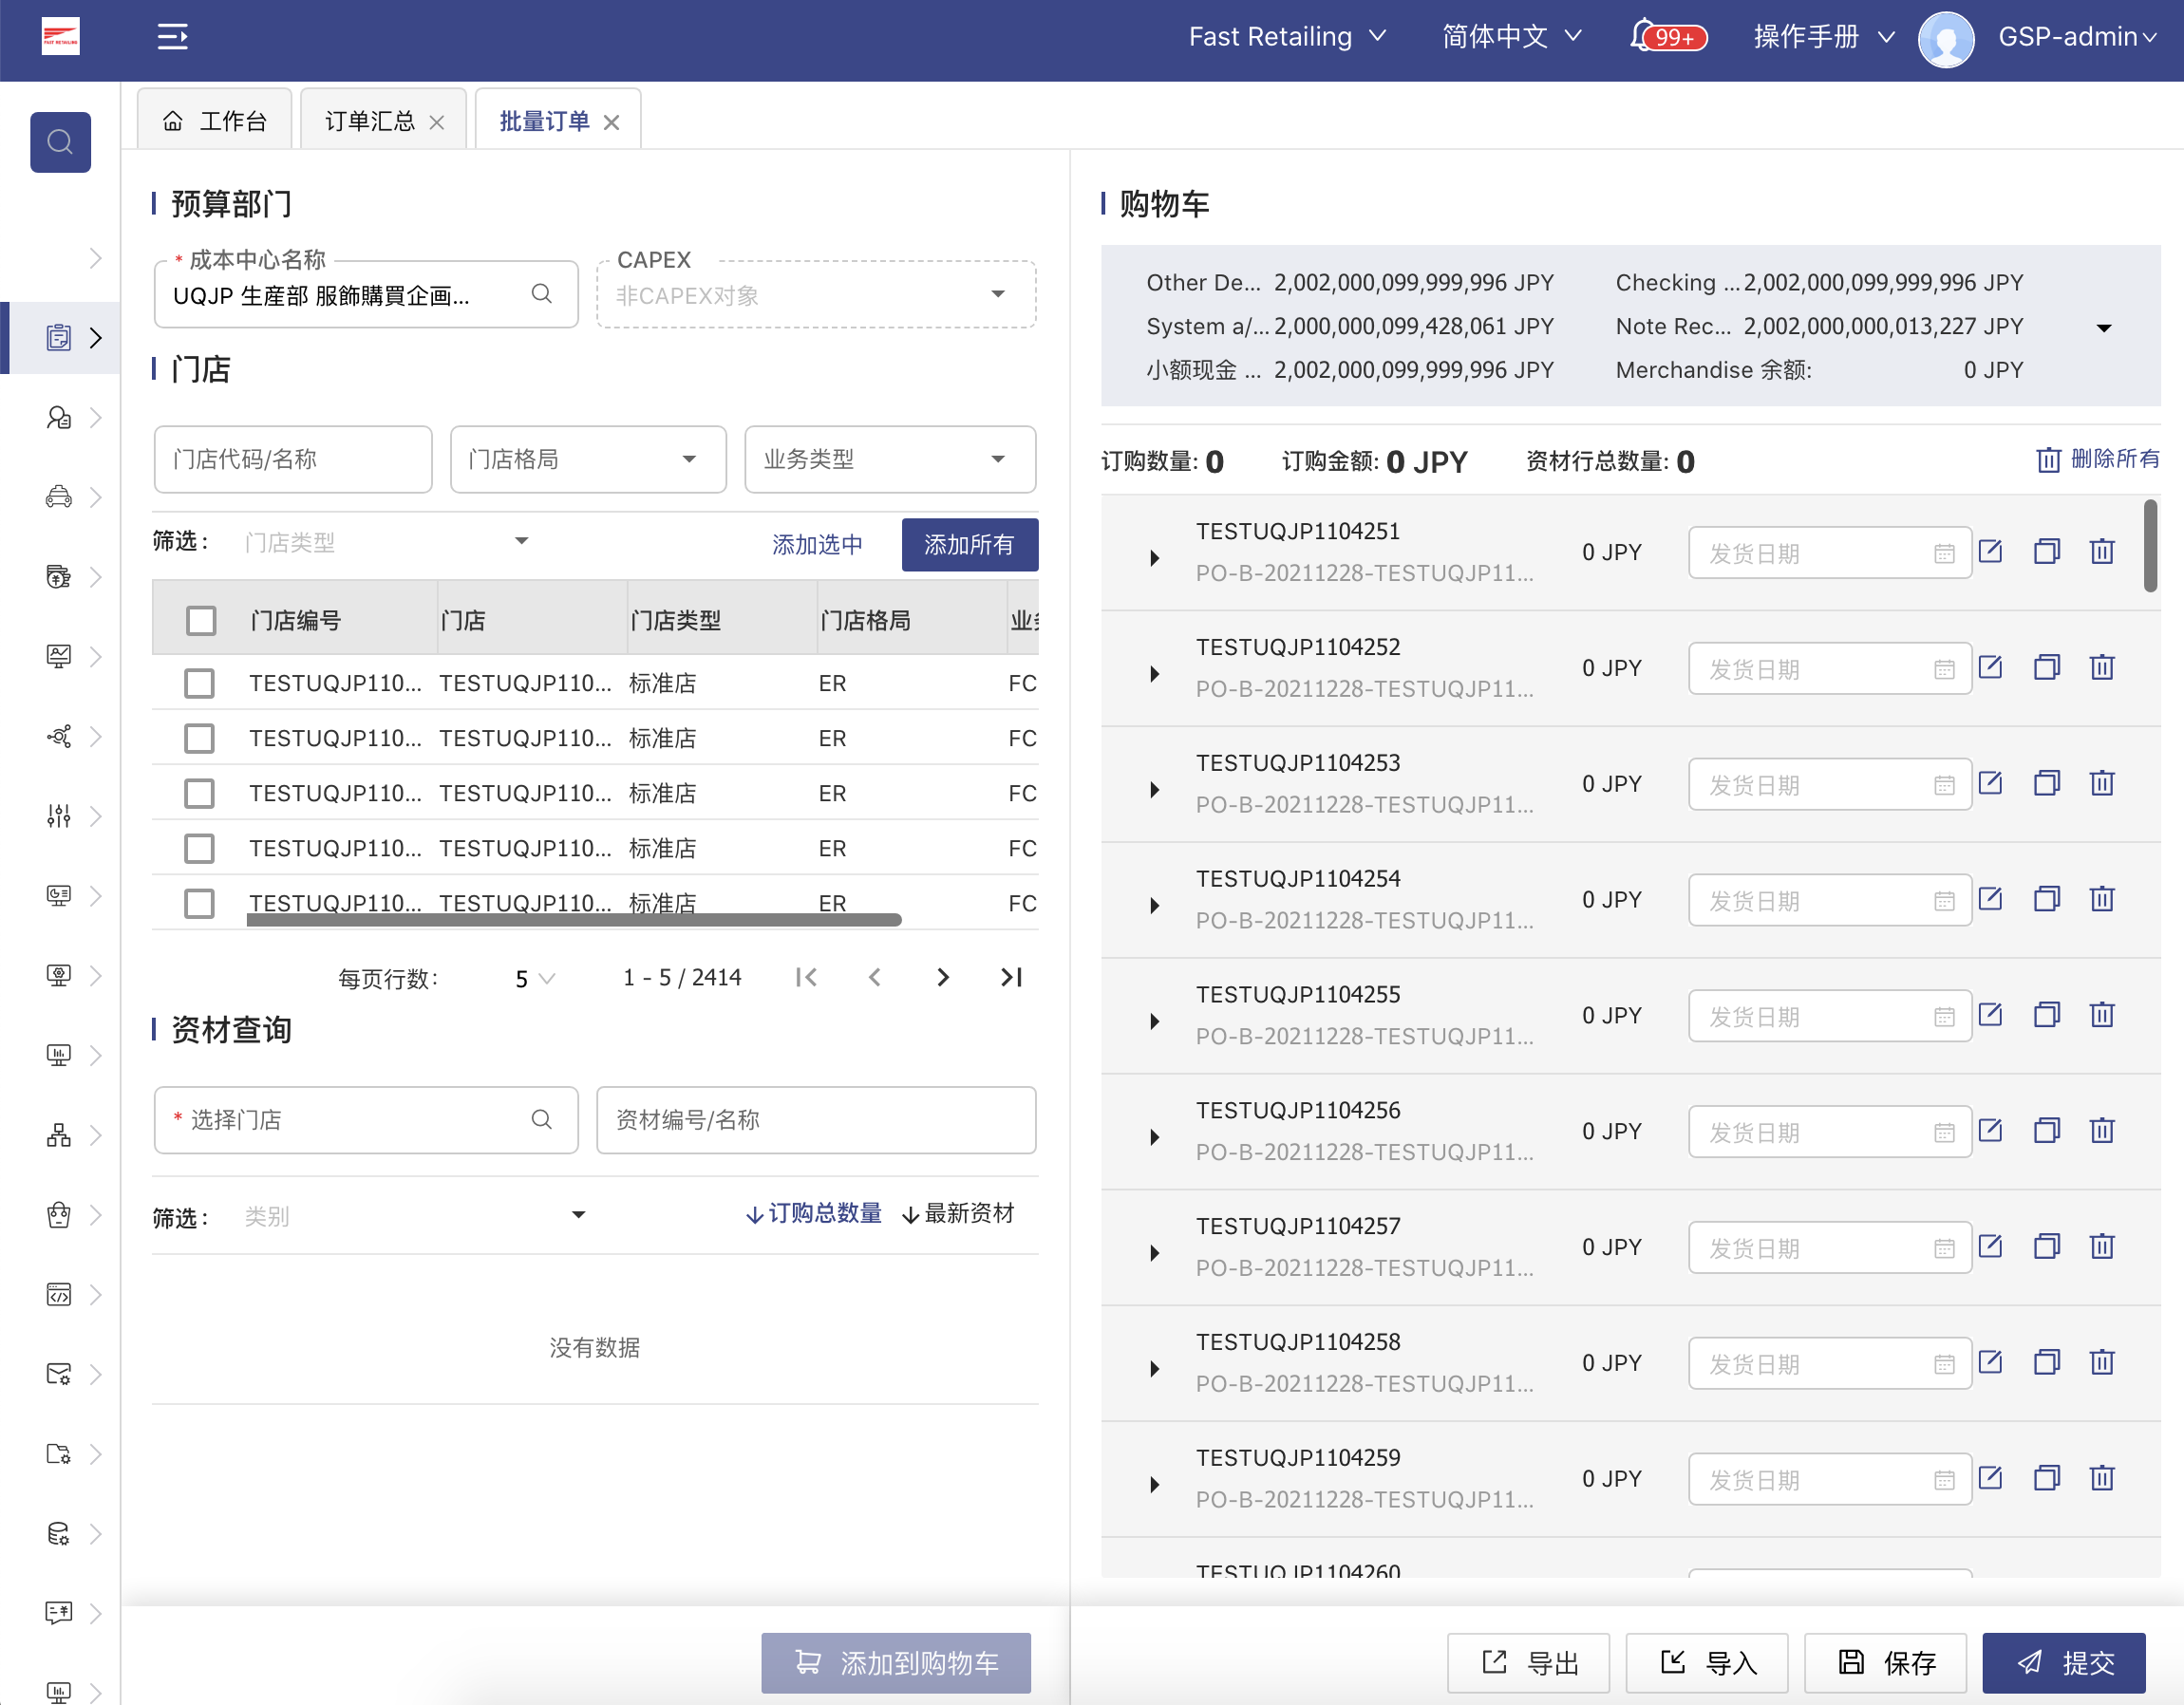 FAST RETAILING
Fast Retailing
简体中文
99+
操作手册
GSP-admin
工作台
订单汇总
批量订单
预算部门
* 成本中心名称
UQJP 生産部 服飾購買企画...
CAPEX
非CAPEX对象
门店
门店代码/名称
门店格局
业务类型
筛选：
门店类型
添加选中
添加所有
门店编号 门店 门店类型 门店格局
TESTUQJP110... TESTUQJP110... 标准店 ER FC
TESTUQJP110... TESTUQJP110... 标准店 ER FC
TESTUQJP110... TESTUQJP110... 标准店 ER FC
TESTUQJP110... TESTUQJP110... 标准店 ER FC
TESTUQJP110... TESTUQJP110... 标准店 ER FC
每页行数： 5 1 - 5 / 2414
资材查询
* 选择门店
资材编号/名称
筛选：
类别
订购总数量
最新资材
没有数据
添加到购物车
购物车
Other De... 2,002,000,099,999,996 JPY Checking ... 2,002,000,099,999,996 JPY
System a/... 2,000,000,099,428,061 JPY Note Rec... 2,002,000,000,013,227 JPY
小额现金 ... 2,002,000,099,999,996 JPY Merchandise 余额: 0 JPY
订购数量: 0 订购金额: 0 JPY 资材行总数量: 0 删除所有
TESTUQJP1104251
PO-B-20211228-TESTUQJP11...
0 JPY
发货日期
TESTUQJP1104252
PO-B-20211228-TESTUQJP11...
0 JPY
发货日期
TESTUQJP1104253
PO-B-20211228-TESTUQJP11...
0 JPY
发货日期
TESTUQJP1104254
PO-B-20211228-TESTUQJP11...
0 JPY
发货日期
TESTUQJP1104255
PO-B-20211228-TESTUQJP11...
0 JPY
发货日期
TESTUQJP1104256
PO-B-20211228-TESTUQJP11...
0 JPY
发货日期
TESTUQJP1104257
PO-B-20211228-TESTUQJP11...
0 JPY
发货日期
TESTUQJP1104258
PO-B-20211228-TESTUQJP11...
0 JPY
发货日期
TESTUQJP1104259
PO-B-20211228-TESTUQJP11...
0 JPY
发货日期
TESTUQJP1104260
导出
导入
保存
提交